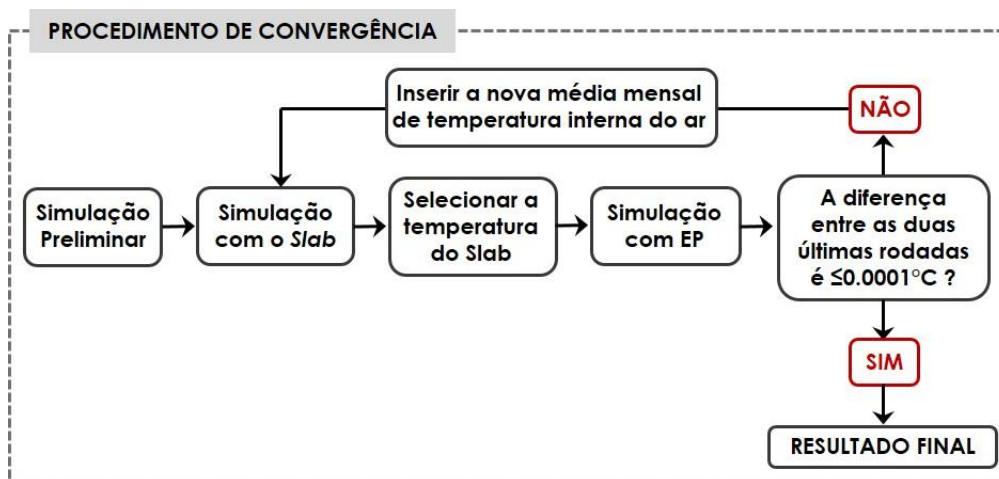 PROCEDIMENTO DE CONVERGÊNCIA
Inserir a nova média mensal
de temperatura interna do ar
NÃO
Simulação
Preliminar
Simulação
com o Slab
Selecionar a
temperatura
do Slab
Simulação
com EP
A diferença
entre as duas
últimas rodadas
é ≤0.0001°C ?
SIM
RESULTADO FINAL